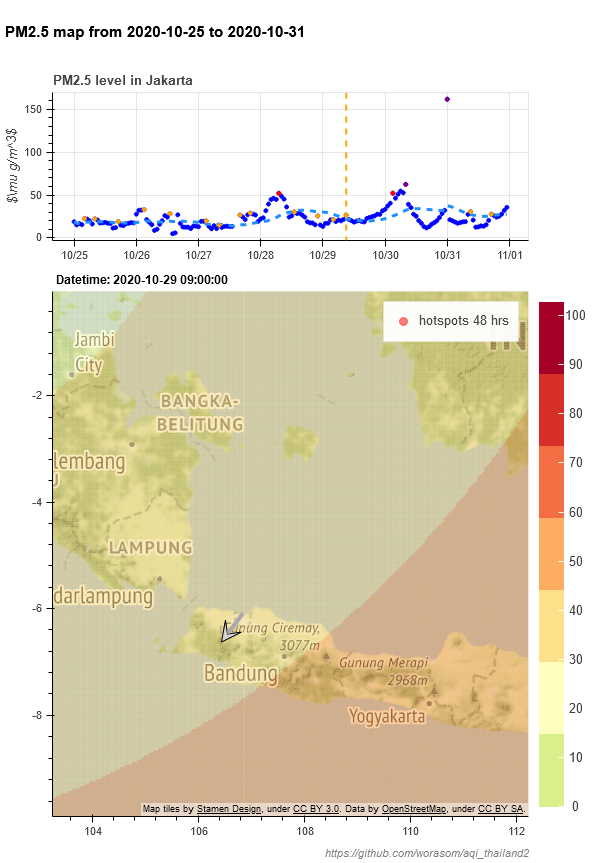 PM2.5 map from 2020-10-25 to 2020-10-31
PM2.5 level in Jakarta
$\mu g/m^3$
150
100
50
0
10/25
10/26
10/27
10/28
10/29
10/30
10/31
11/01
Datetime: 2020-10-29 09:00:00
hotspots 48 hrs
IN
Jambi
City
BANGKA-
BELITUNG
lembang
LAMPUNG
darlampung
unung Ciremay,
3077m
Bandung
Gunung Merapi
2968m
Yogyakarta
-2
-4
-6
-8
104
106
108
110
112
100
90
80
70
60
50
40
30
20
10
0
Map tiles by Stamen Design, under CC BY 3.0. Data by OpenStreetMap, under CC BY SA.
https://github.com/worasom/aqi_thailand2